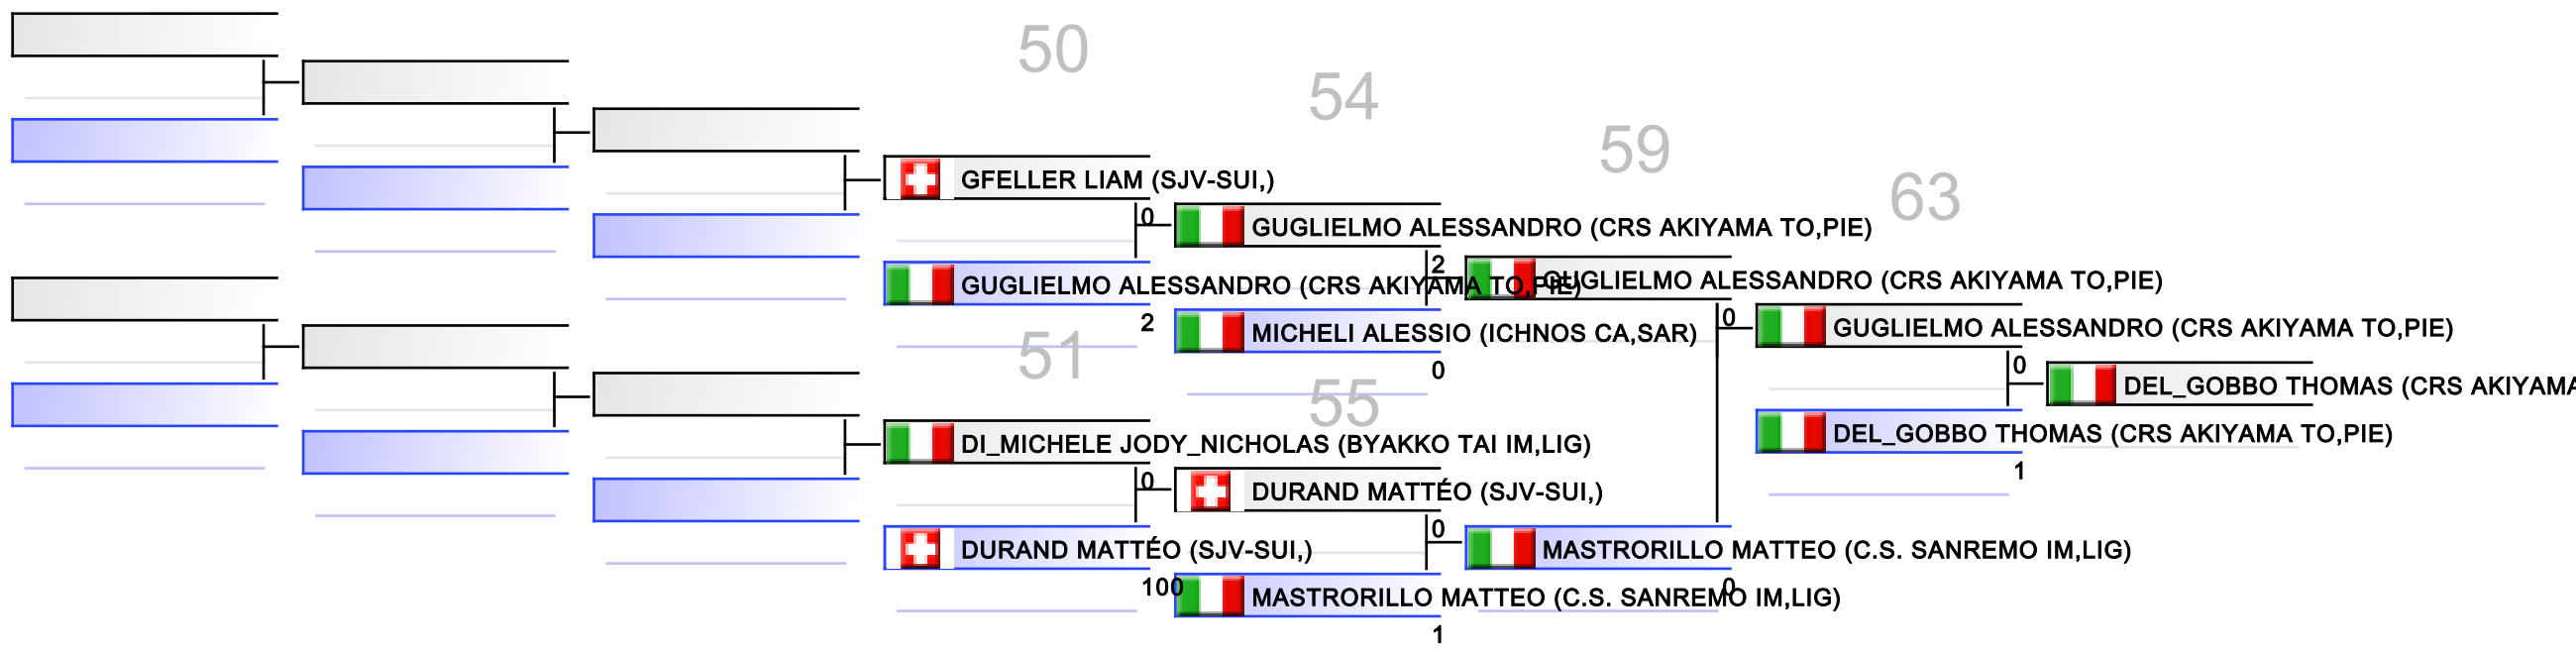 50
54
59
63
GFELLER LIAM (SJV-SUI,)
0
GUGLIELMO ALESSANDRO (CRS AKIYAMA TO,PIE)
2
GUGLIELMO ALESSANDRO (CRS AKIYAMA TO,PIE)
GUGLIELMO ALESSANDRO (CRS AKIYAMA TO,PIE)
2
0
GUGLIELMO ALESSANDRO (CRS AKIYAMA TO,PIE)
MICHELI ALESSIO (ICHNOS CA,SAR)
51
0
0
DEL_GOBBO THOMAS (CRS AKIYAMA
55
DI_MICHELE JODY_NICHOLAS (BYAKKO TAI IM,LIG)
DEL_GOBBO THOMAS (CRS AKIYAMA TO,PIE)
1
0
DURAND MATTÉO (SJV-SUI,)
0
DURAND MATTÉO (SJV-SUI,)
MASTRORILLO MATTEO (C.S. SANREMO IM,LIG)
100
0
MASTRORILLO MATTEO (C.S. SANREMO IM,LIG)
1